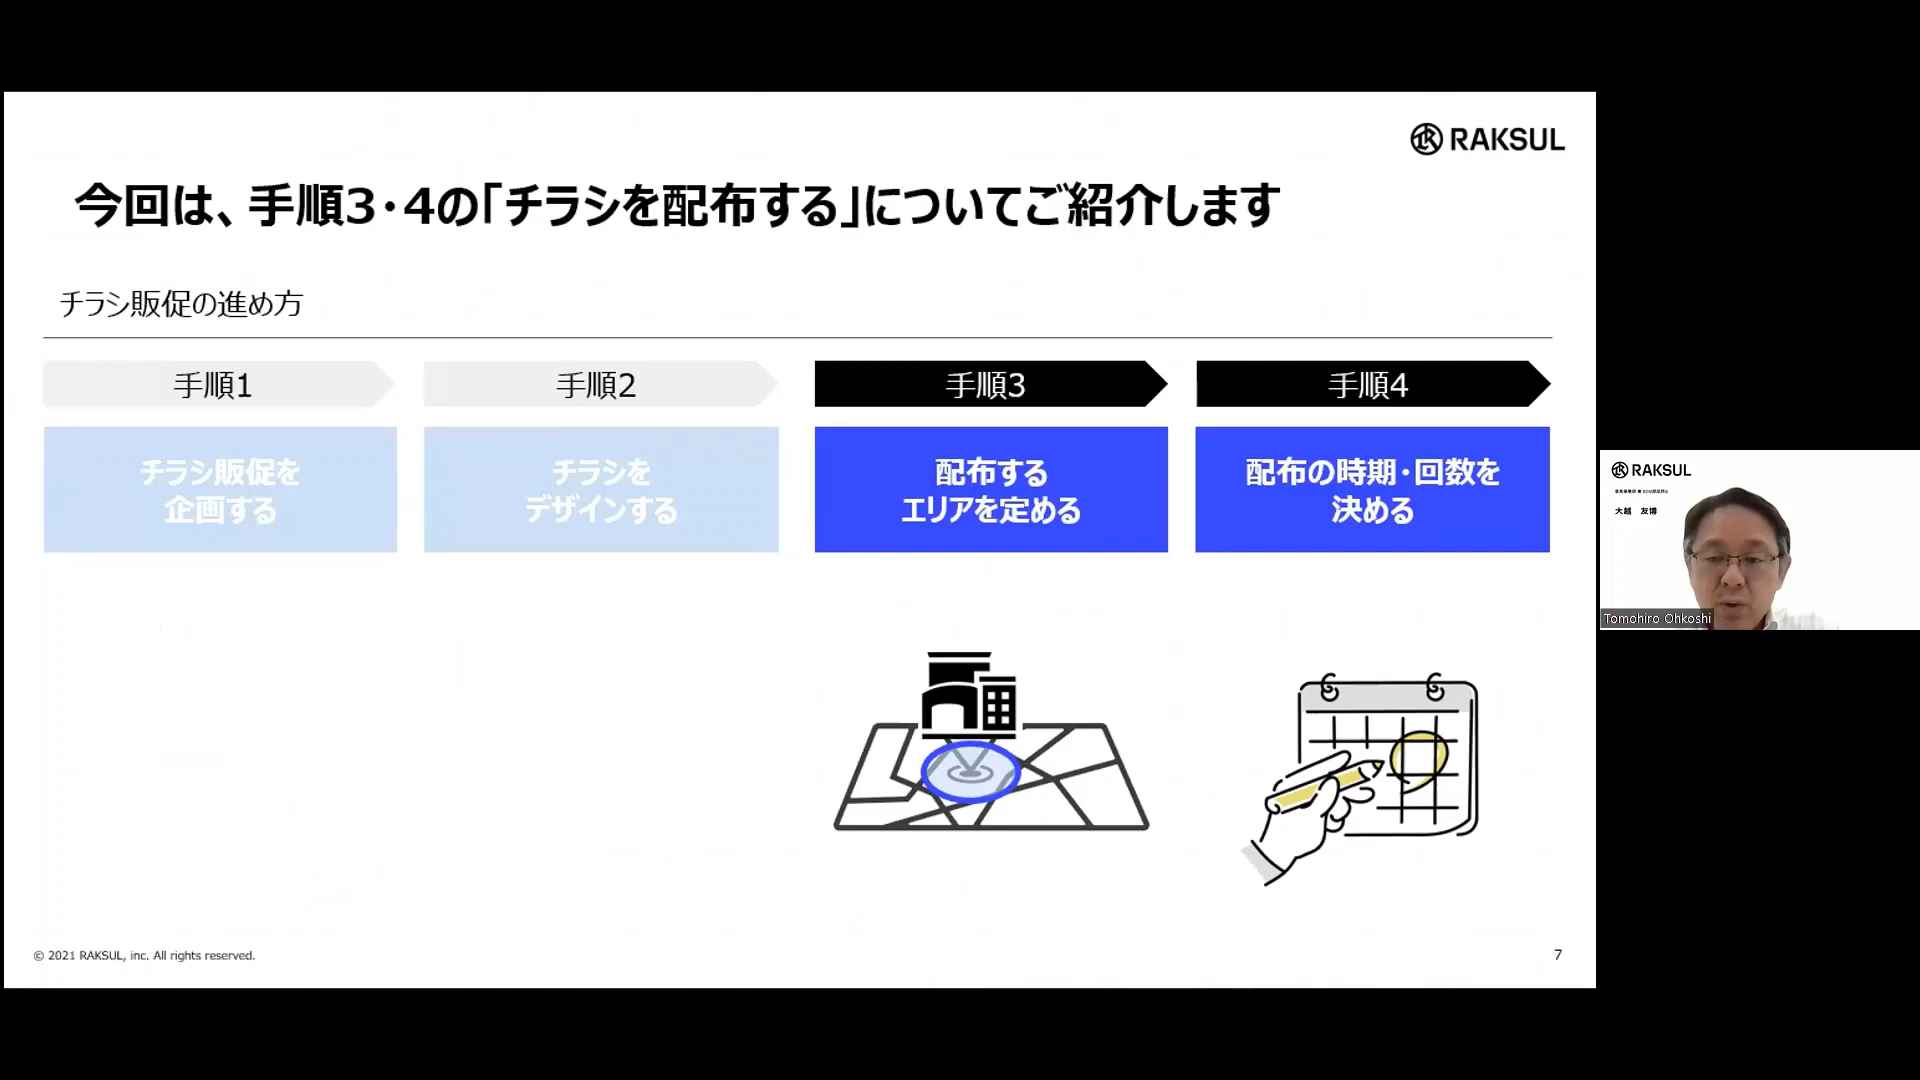 RAKSUL
今回は、手順3・4の「チラシを配布する」についてご紹介します
チラシ販促の進め方
手順1
手順2
手順3
手順4
チラシ販促を
企画する
チラシを
デザインする
配布する
エリアを定める
配布の時期・回数を
決める
© 2021 RAKSUL, inc. All rights reserved.
7
RAKSUL
大越 友博
Tomohiro Ohkoshi